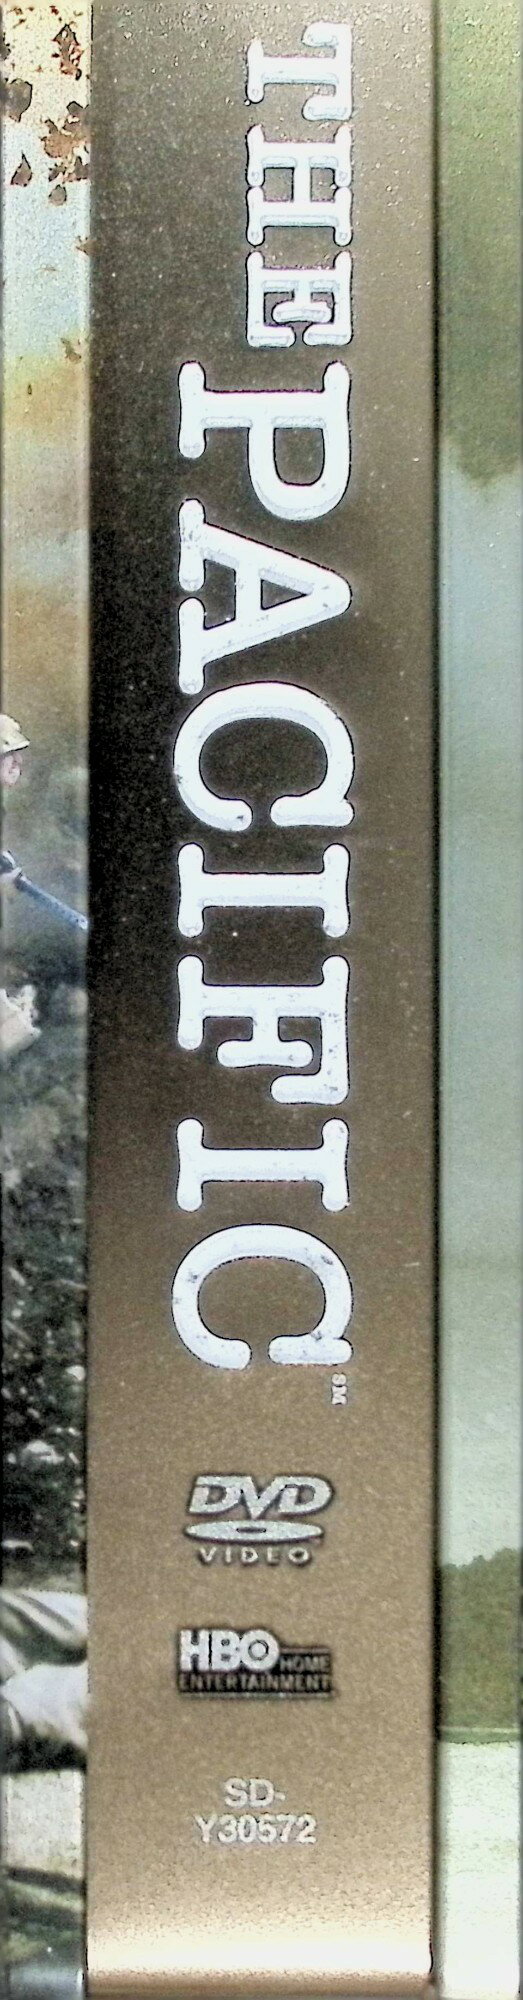 THE PACIFIC SM
DVD
VIDEO
HBO HOME
ENTERTAINMENT
SD-
Y30572